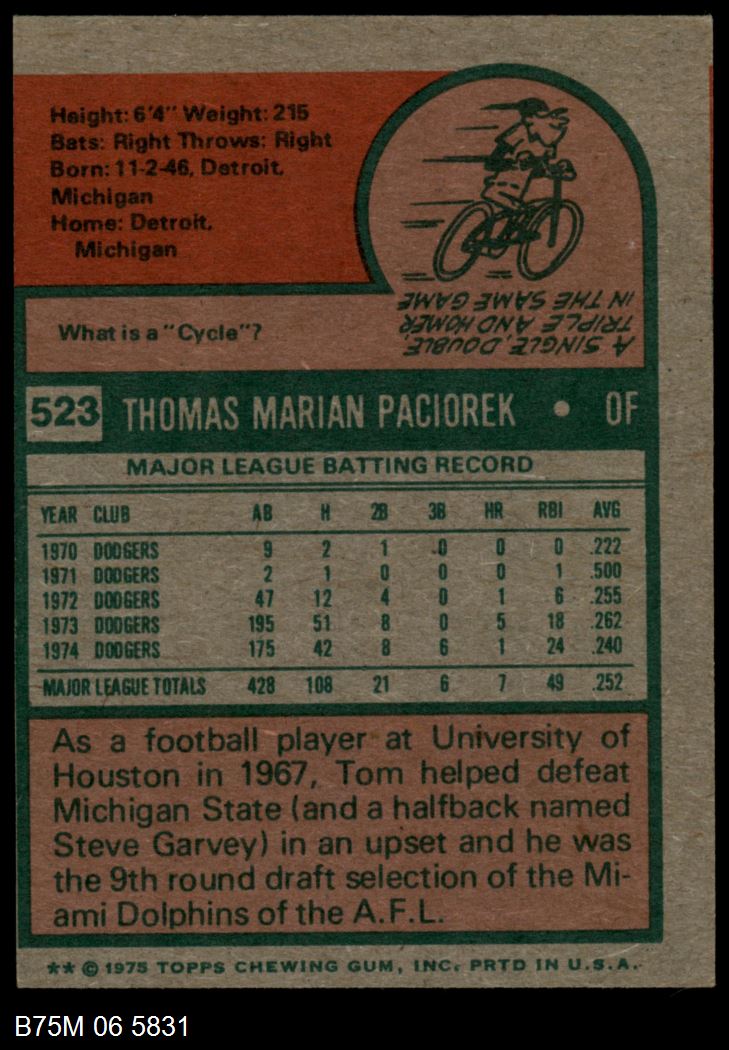 Height: 6'4" Weight: 215
Bats: Right Throws: Right
Born: 11-2-46, Detroit,
Michigan
Home: Detroit,
Michigan
What is a "Cycle"?
A SINGLE, DOUBLE,
TRIPLE AND HOMER
IN THE SAME GAME
523 THOMAS MARIAN PACIOREK • OF
MAJOR LEAGUE BATTING RECORD
YEAR CLUB AB H 2B 3B HR RBI AVG
1970 DODGERS 9 2 1 0 0 0 .222
1971 DODGERS 2 1 0 0 0 1 .500
1972 DODGERS 47 12 4 0 1 6 .255
1973 DODGERS 195 51 8 0 5 18 .262
1974 DODGERS 175 42 8 6 1 24 .240
MAJOR LEAGUE TOTALS 428 108 21 6 7 49 .252
As a football player at University of
Houston in 1967, Tom helped defeat
Michigan State (and a halfback named
Steve Garvey) in an upset and he was
the 9th round draft selection of the Mi-
ami Dolphins of the A.F.L.
** © 1975 TOPPS CHEWING GUM, INC. PRTD IN U.S.A.
B75M 06 5831